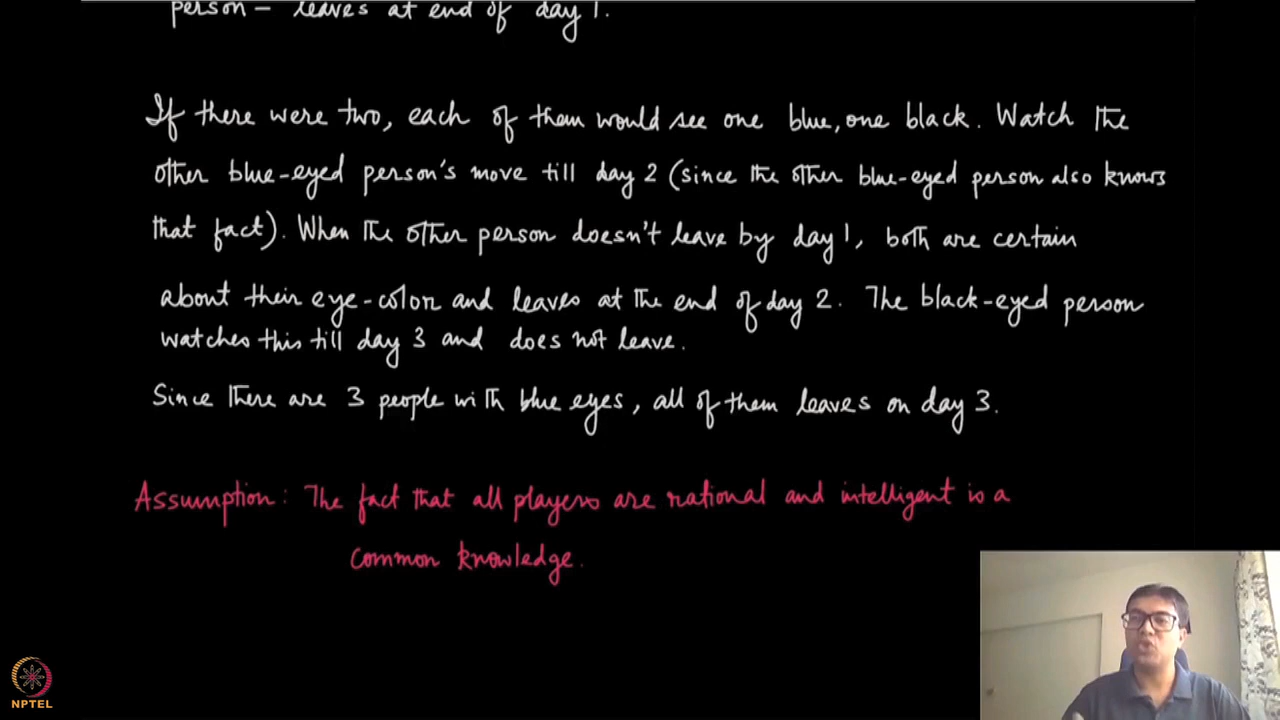 person – leaves at end of day 1.
If there were two, each of them would see one blue, one black. Watch the
other blue-eyed person's move till day 2 (since the other blue-eyed person also knows
that fact). When the other person doesn't leave by day 1, both are certain
about their eye-color and leaves at the end of day 2. The black-eyed person
watches this till day 3 and does not leave.
Since there are 3 people with blue eyes, all of them leaves on day 3.
Assumption: The fact that all players are rational and intelligent is a
common knowledge.
NPTEL